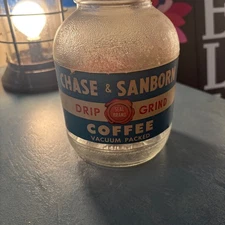 CHASE & SANBORN
DRIP GRIND
COFFEE
VACUUM PACKED